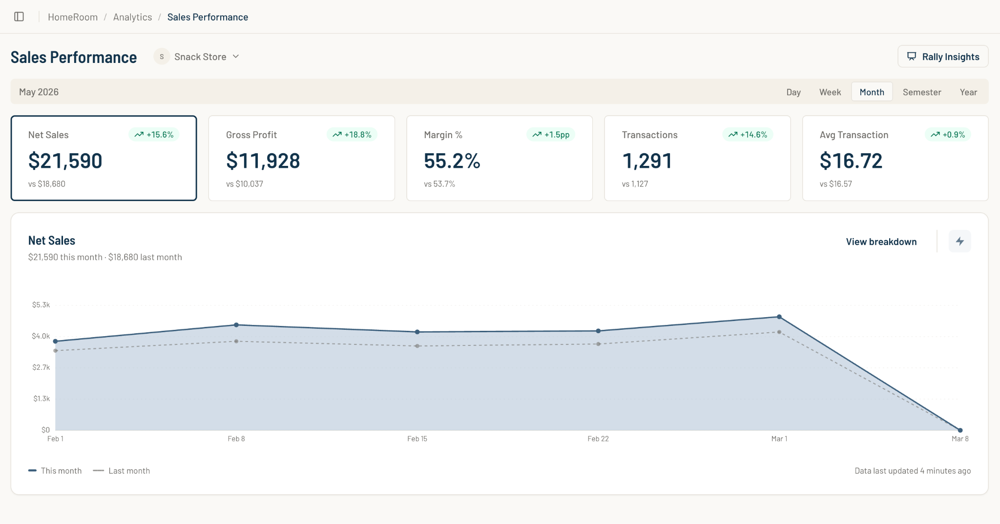 HomeRoom / Analytics / Sales Performance
Sales Performance
S Snack Store
Rally Insights
May 2026
Day Week Month Semester Year
Net Sales +15.6%
$21,590
vs $18,680
Gross Profit +18.8%
$11,928
vs $10,037
Margin % +1.5pp
55.2%
vs 53.7%
Transactions +14.6%
1,291
vs 1,127
Avg Transaction +0.9%
$16.72
vs $16.57
Net Sales
$21,590 this month · $18,680 last month
View breakdown
$5.3k
$4.0k
$2.7k
$1.3k
$0
Feb 1 Feb 8 Feb 15 Feb 22 Mar 1 Mar 8
This month Last month
Data last updated 4 minutes ago